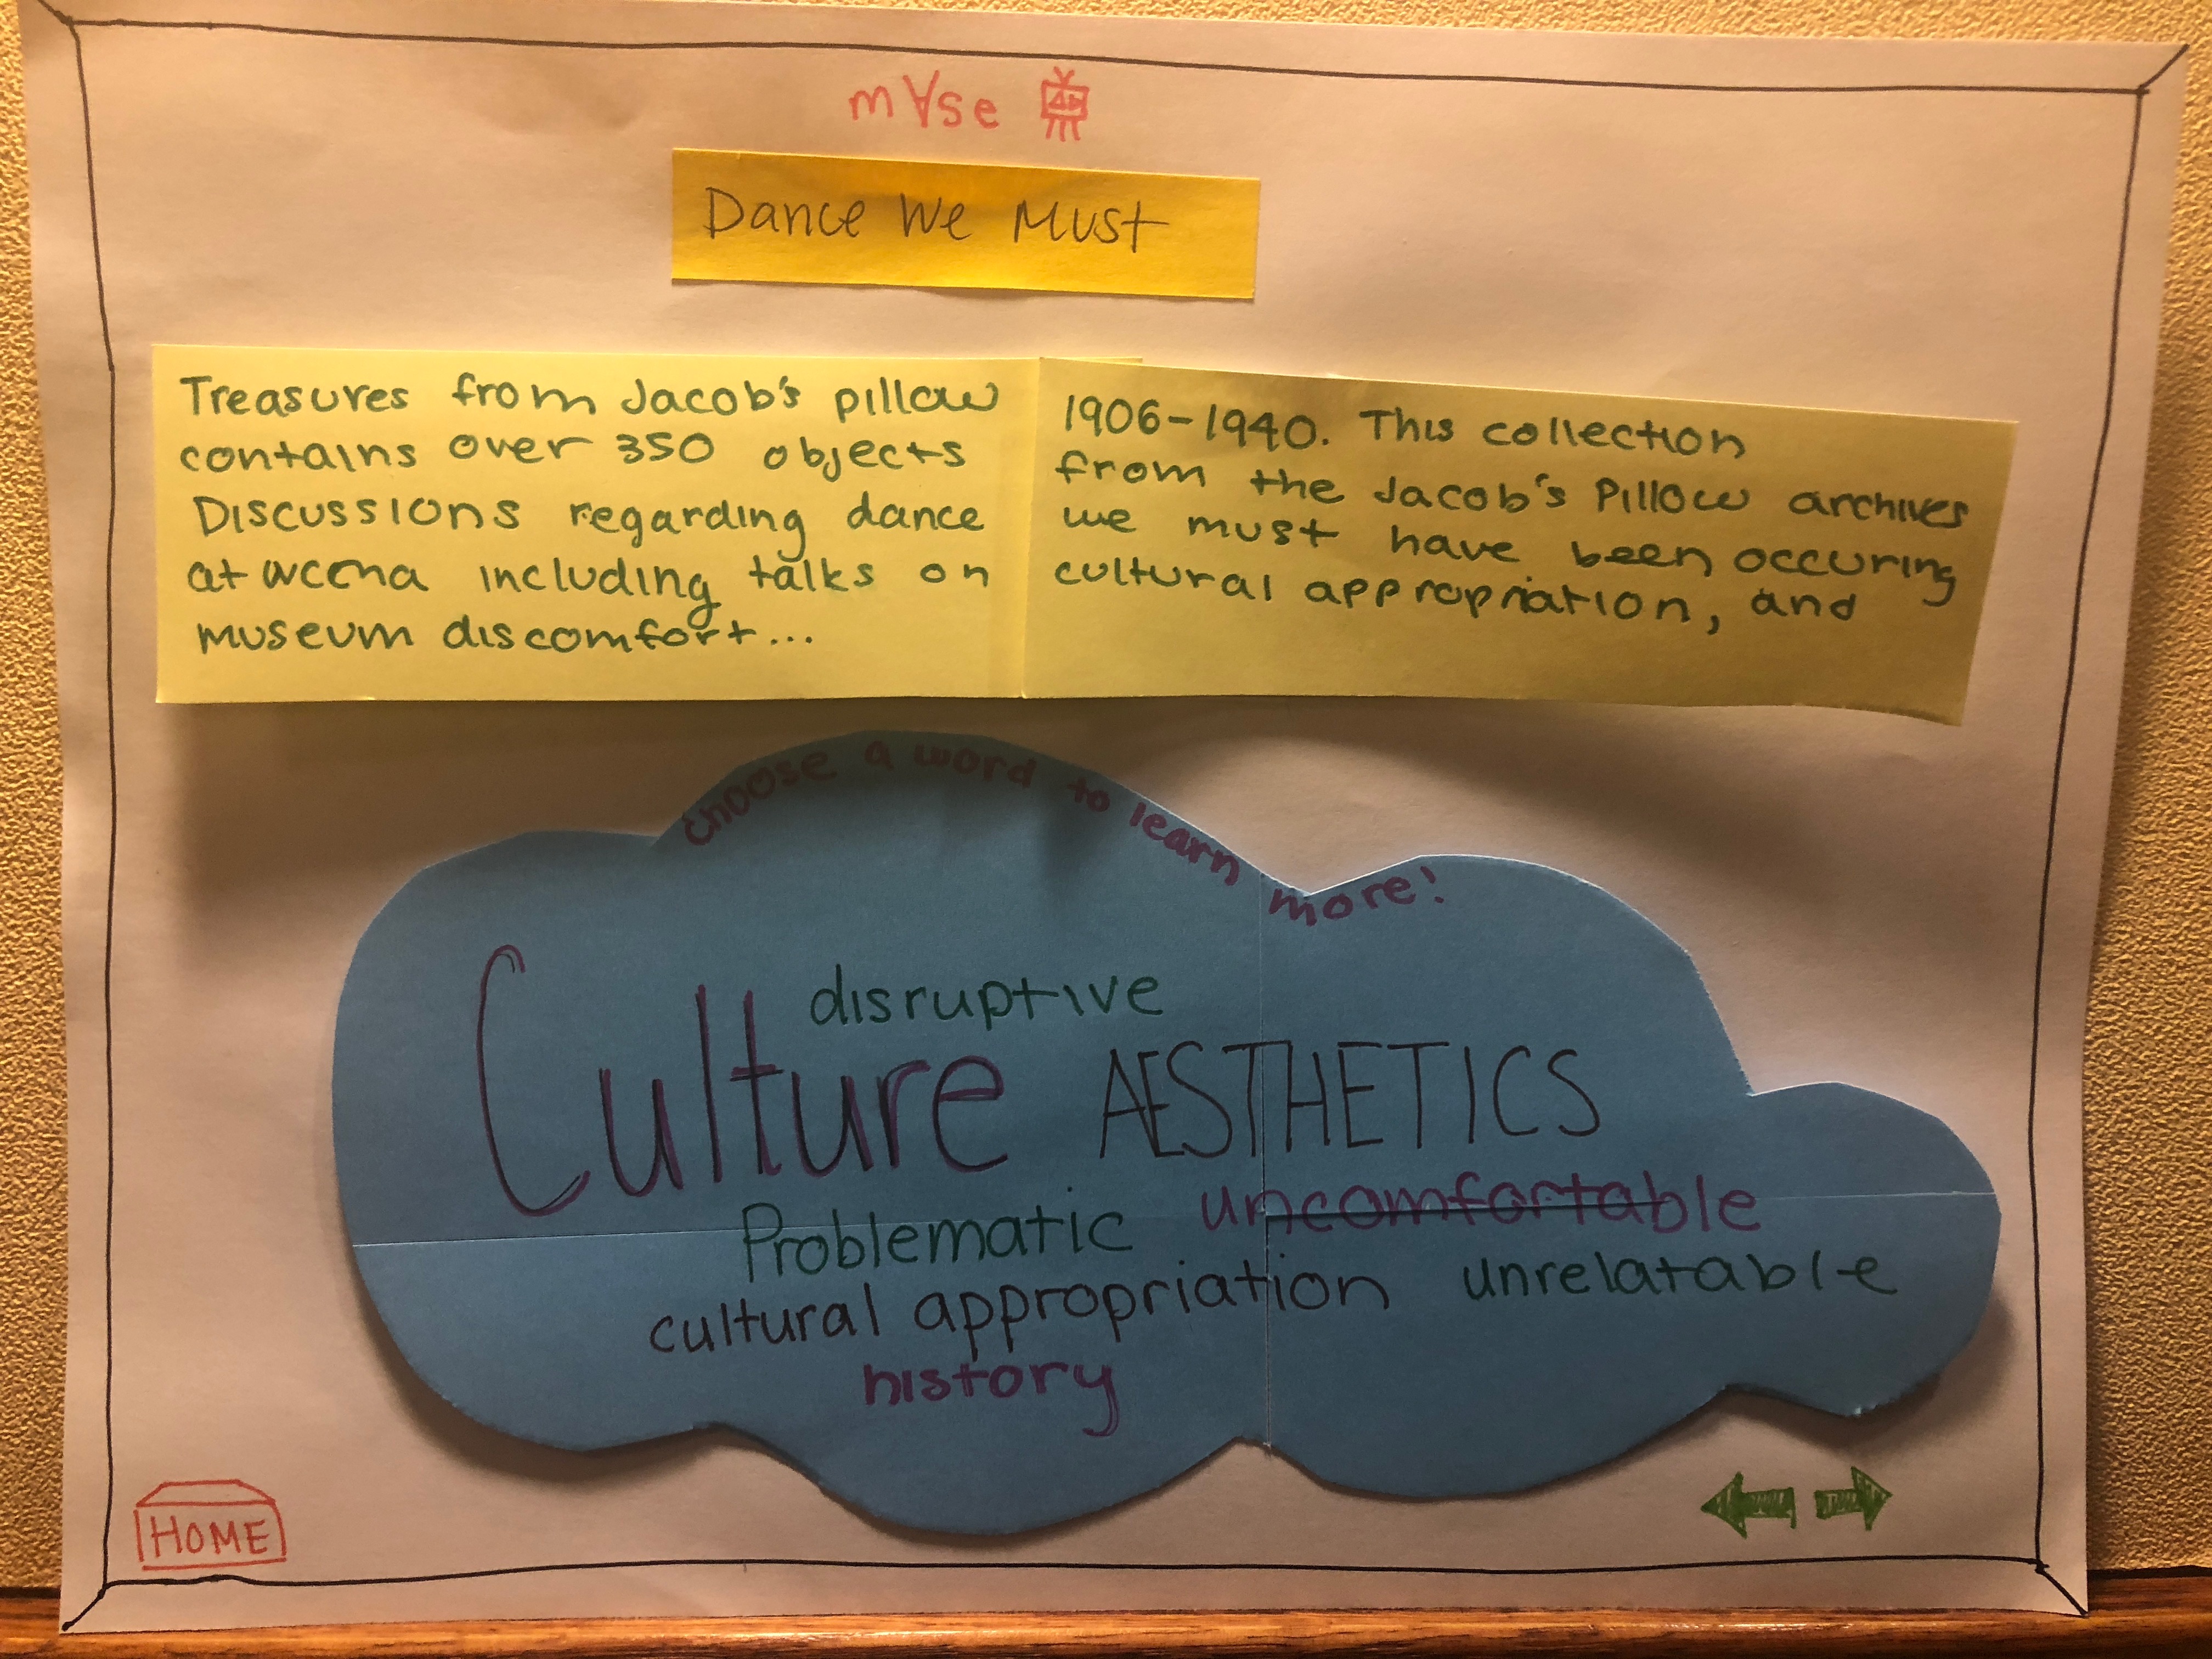 m∀se
Dance We Must
Treasures from Jacob's pillow
contains over 350 objects
Discussions regarding dance
at wcma including talks on
museum discomfort...
1906-1940. This collection
from the Jacob's Pillow archives
we must have been occuring
cultural appropriation, and
choose a word to learn more!
disruptive
Culture AESTHETICS
Problematic uncomfortable
cultural appropriation unrelatable
history
HOME